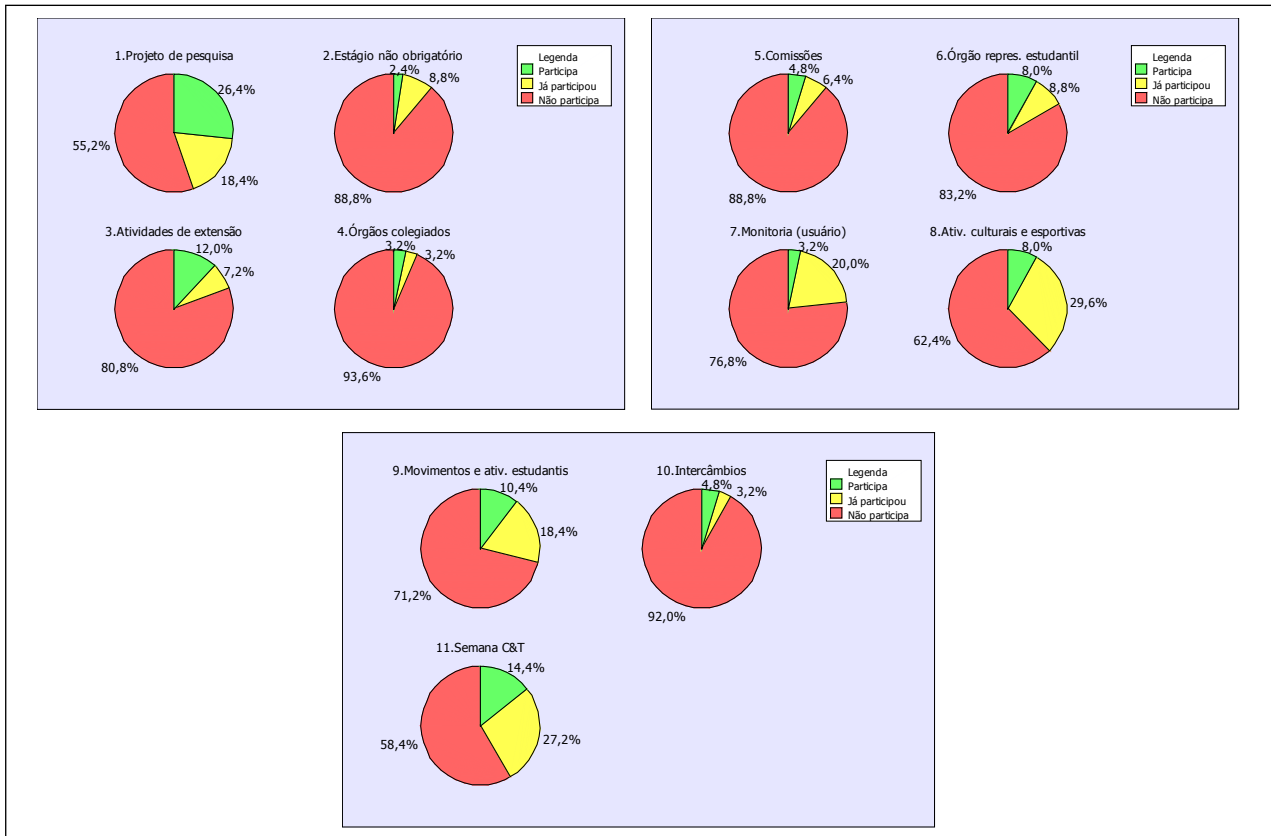 1.Projeto de pesquisa
26,4%
18,4%
55,2%
2.Estágio não obrigatório
2,4%
8,8%
88,8%
Legenda
Participa
Já participou
Não participa
3.Atividades de extensão
12,0%
7,2%
80,8%
4.Órgãos colegiados
3,2%
3,2%
93,6%
5.Comissões
4,8%
6,4%
88,8%
6.Órgão repres. estudantil
8,0%
8,8%
83,2%
Legenda
Participa
Já participou
Não participa
7.Monitoria (usuário)
3,2%
20,0%
76,8%
8.Ativ. culturais e esportivas
8,0%
29,6%
62,4%
9.Movimentos e ativ. estudantis
10,4%
18,4%
71,2%
10.Intercâmbios
4,8%
3,2%
92,0%
Legenda
Participa
Já participou
Não participa
11.Semana C&T
14,4%
27,2%
58,4%